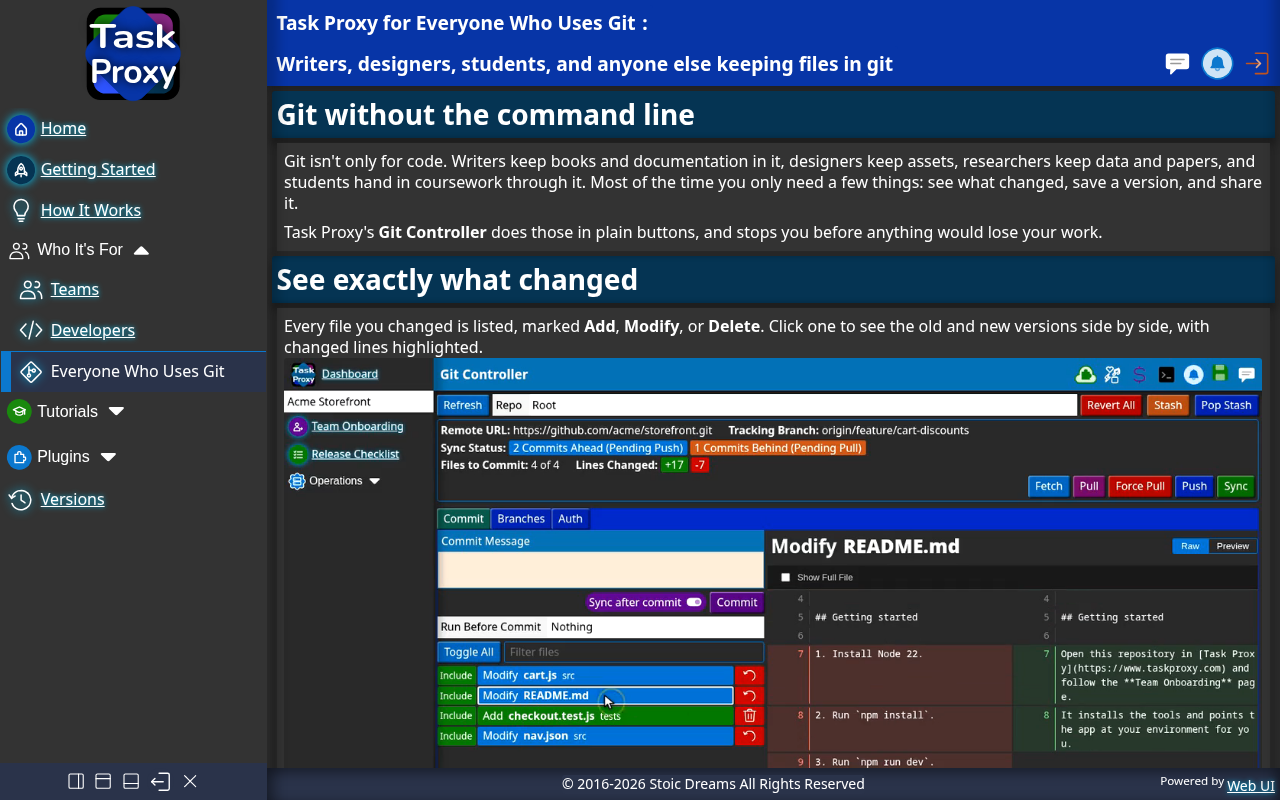 Task
Proxy
Home
Getting Started
How It Works
Who It's For
Teams
Developers
Everyone Who Uses Git
Tutorials
Plugins
Versions
Task Proxy for Everyone Who Uses Git :
Writers, designers, students, and anyone else keeping files in git
Git without the command line
Git isn't only for code. Writers keep books and documentation in it, designers keep assets, researchers keep data and papers, and
students hand in coursework through it. Most of the time you only need a few things: see what changed, save a version, and share
it.
Task Proxy's Git Controller does those in plain buttons, and stops you before anything would lose your work.
See exactly what changed
Every file you changed is listed, marked Add, Modify, or Delete. Click one to see the old and new versions side by side, with
changed lines highlighted.
Task
Proxy
Dashboard
Acme Storefront
Team Onboarding
Release Checklist
Operations
Git Controller
Refresh
Repo Root
Revert All
Stash
Pop Stash
Remote URL: https://github.com/acme/storefront.git Tracking Branch: origin/feature/cart-discounts
Sync Status: 2 Commits Ahead (Pending Push) 1 Commits Behind (Pending Pull)
Files to Commit: 4 of 4 Lines Changed: +17 -7
Fetch
Pull
Force Pull
Push
Sync
Commit
Branches
Auth
Commit Message
Sync after commit
Commit
Run Before Commit Nothing
Toggle All
Filter files
Include Modify cart.js src
Include Modify README.md
Include Add checkout.test.js tests
Include Modify nav.json src
Modify README.md
Raw
Preview
Show Full File
4
5 ## Getting started
6
7 1. Install Node 22.
8 2. Run `npm install`.
9 3. Run `npm run dev`.
4
5 ## Getting started
6
7 Open this repository in [Task Prox
y](https://www.taskproxy.com) and
follow the **Team Onboarding** pag
e.
8 It installs the tools and points t
he app at your environment for yo
u.
© 2016-2026 Stoic Dreams All Rights Reserved
Powered by Web UI